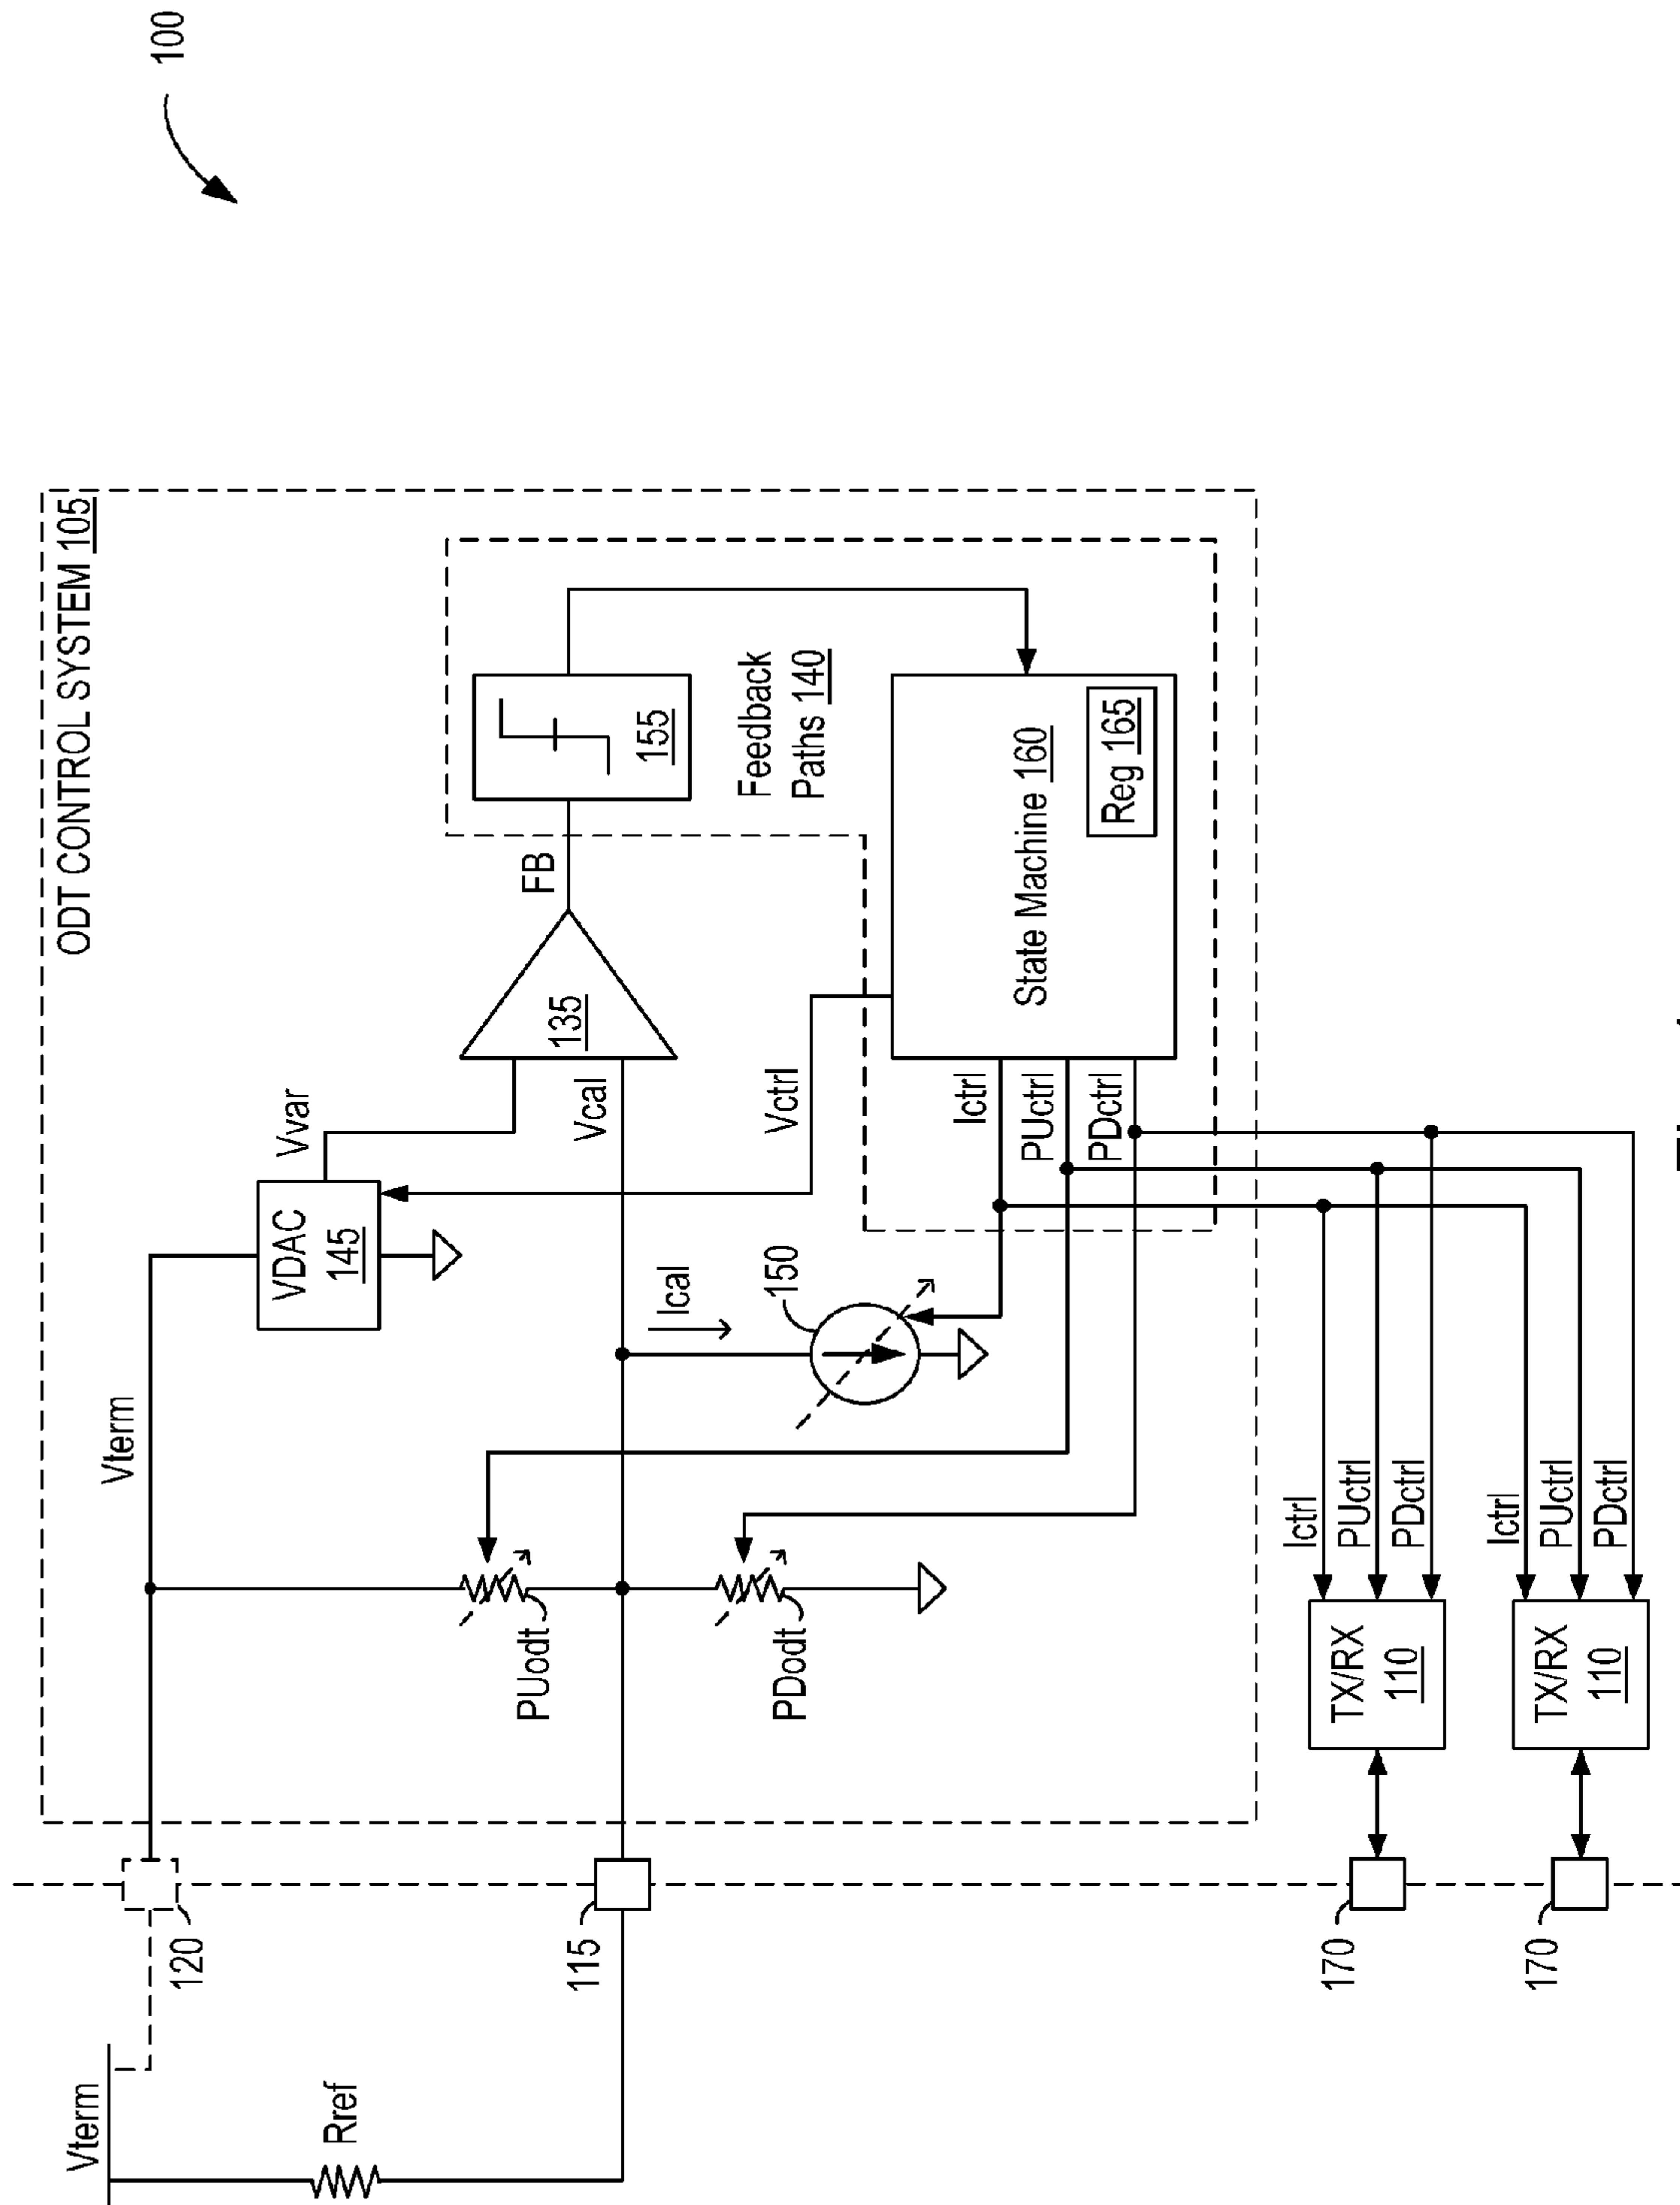 100
ODT CONTROL SYSTEM 105
Vterm
Vterm
120
VDAC
145
Vvar
Rref
PUodt
Vcal
135
FB
155
115
Ical
150
Vctrl
Feedback
Paths 140
PDodt
Ictrl
PUctrl
PDctrl
State Machine 160
Reg 165
170
TX/RX
110
Ictrl
PUctrl
PDctrl
170
TX/RX
110
Ictrl
PUctrl
PDctrl